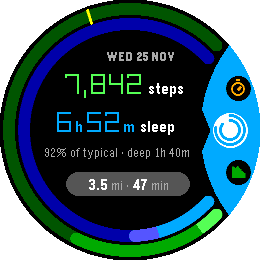 WED 25 NOV
7,842 steps
6h52m sleep
92% of typical · deep 1h 40m
3.5 mi · 47 min